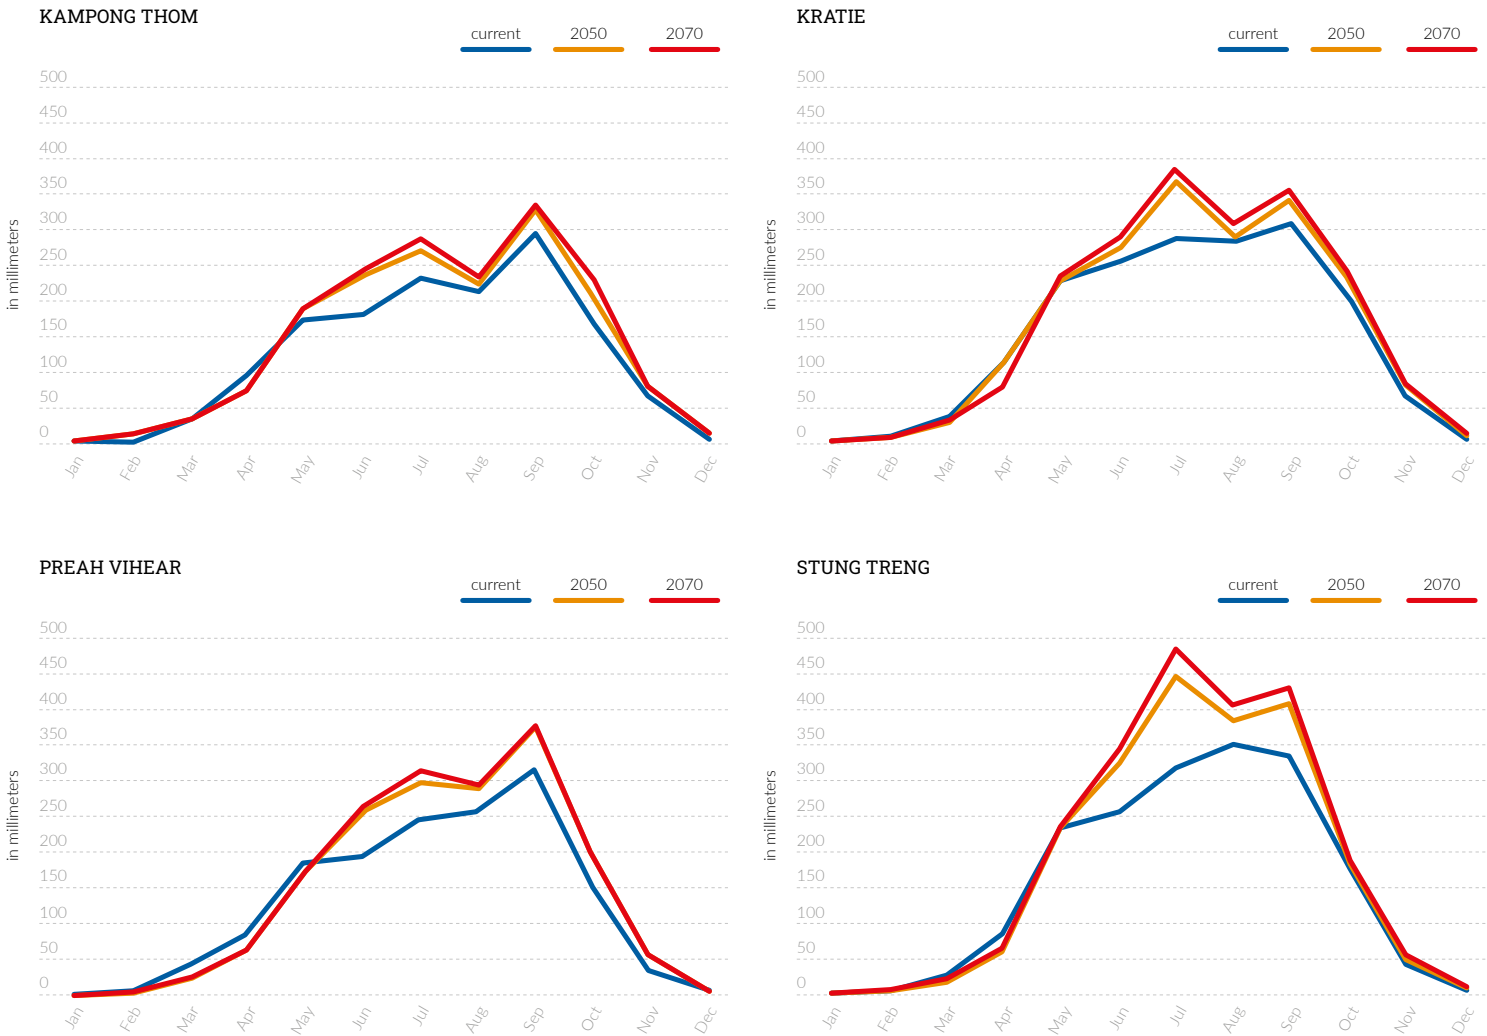 KAMPONG THOM
current 2050 2070
500
450
400
350
300
250
200
150
100
50
0
in millimeters
Jan Feb Mar Apr May Jun Jul Aug Sep Oct Nov Dec
KRATIE
current 2050 2070
500
450
400
350
300
250
200
150
100
50
0
in millimeters
Jan Feb Mar Apr May Jun Jul Aug Sep Oct Nov Dec
PREAH VIHEAR
current 2050 2070
500
450
400
350
300
250
200
150
100
50
0
in millimeters
Jan Feb Mar Apr May Jun Jul Aug Sep Oct Nov Dec
STUNG TRENG
current 2050 2070
500
450
400
350
300
250
200
150
100
50
0
in millimeters
Jan Feb Mar Apr May Jun Jul Aug Sep Oct Nov Dec